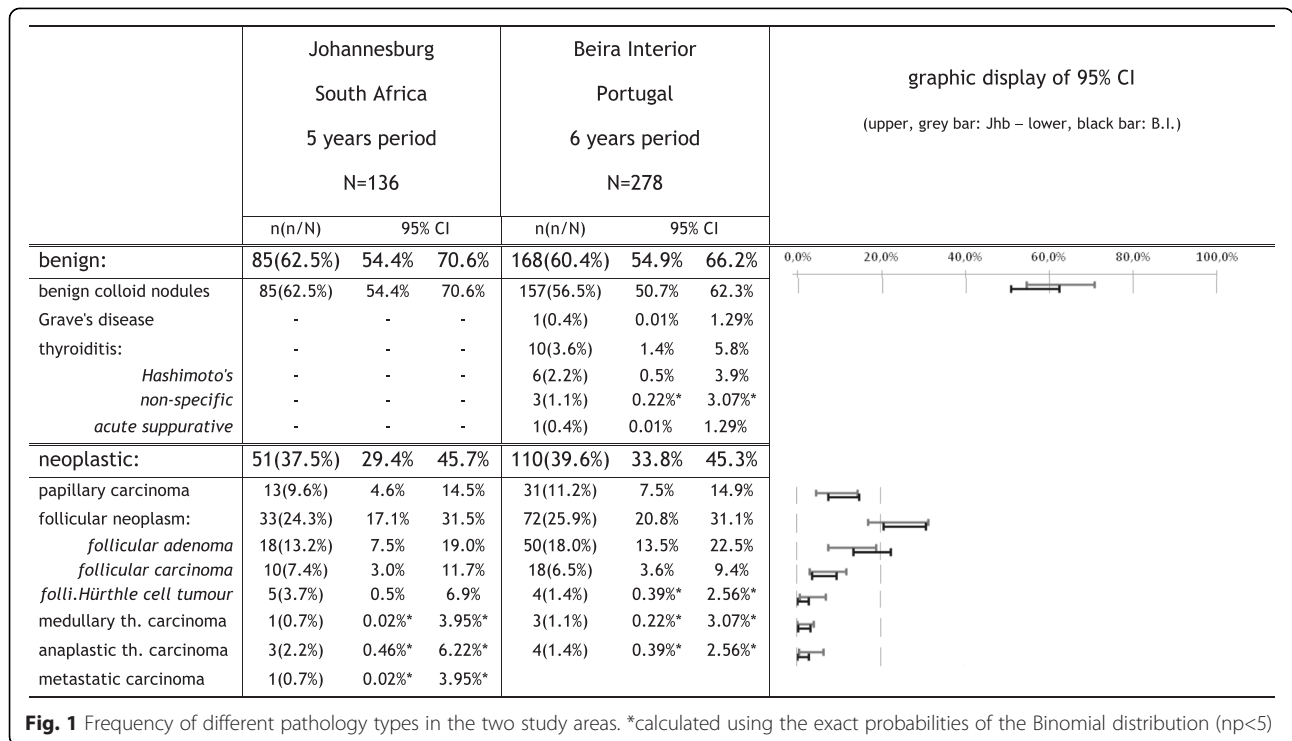 Johannesburg
South Africa
5 years period
N=136
Beira Interior
Portugal
6 years period
N=278
graphic display of 95% CI
(upper, grey bar: Jhb – lower, black bar: B.I.)
n(n/N) 95% CI n(n/N) 95% CI
benign: 85(62.5%) 54.4% 70.6% 168(60.4%) 54.9% 66.2%
0,0% 20,0% 40,0% 60,0% 80,0% 100,0%
benign colloid nodules 85(62.5%) 54.4% 70.6% 157(56.5%) 50.7% 62.3%
Grave's disease - - - 1(0.4%) 0.01% 1.29%
thyroiditis: - - - 10(3.6%) 1.4% 5.8%
Hashimoto's - - - 6(2.2%) 0.5% 3.9%
non-specific - - - 3(1.1%) 0.22%* 3.07%*
acute suppurative - - - 1(0.4%) 0.01% 1.29%
neoplastic: 51(37.5%) 29.4% 45.7% 110(39.6%) 33.8% 45.3%
papillary carcinoma 13(9.6%) 4.6% 14.5% 31(11.2%) 7.5% 14.9%
follicular neoplasm: 33(24.3%) 17.1% 31.5% 72(25.9%) 20.8% 31.1%
follicular adenoma 18(13.2%) 7.5% 19.0% 50(18.0%) 13.5% 22.5%
follicular carcinoma 10(7.4%) 3.0% 11.7% 18(6.5%) 3.6% 9.4%
folli.Hürthle cell tumour 5(3.7%) 0.5% 6.9% 4(1.4%) 0.39%* 2.56%*
medullary th. carcinoma 1(0.7%) 0.02%* 3.95%* 3(1.1%) 0.22%* 3.07%*
anaplastic th. carcinoma 3(2.2%) 0.46%* 6.22%* 4(1.4%) 0.39%* 2.56%*
metastatic carcinoma 1(0.7%) 0.02%* 3.95%*
Fig. 1 Frequency of different pathology types in the two study areas. *calculated using the exact probabilities of the Binomial distribution (np<5)